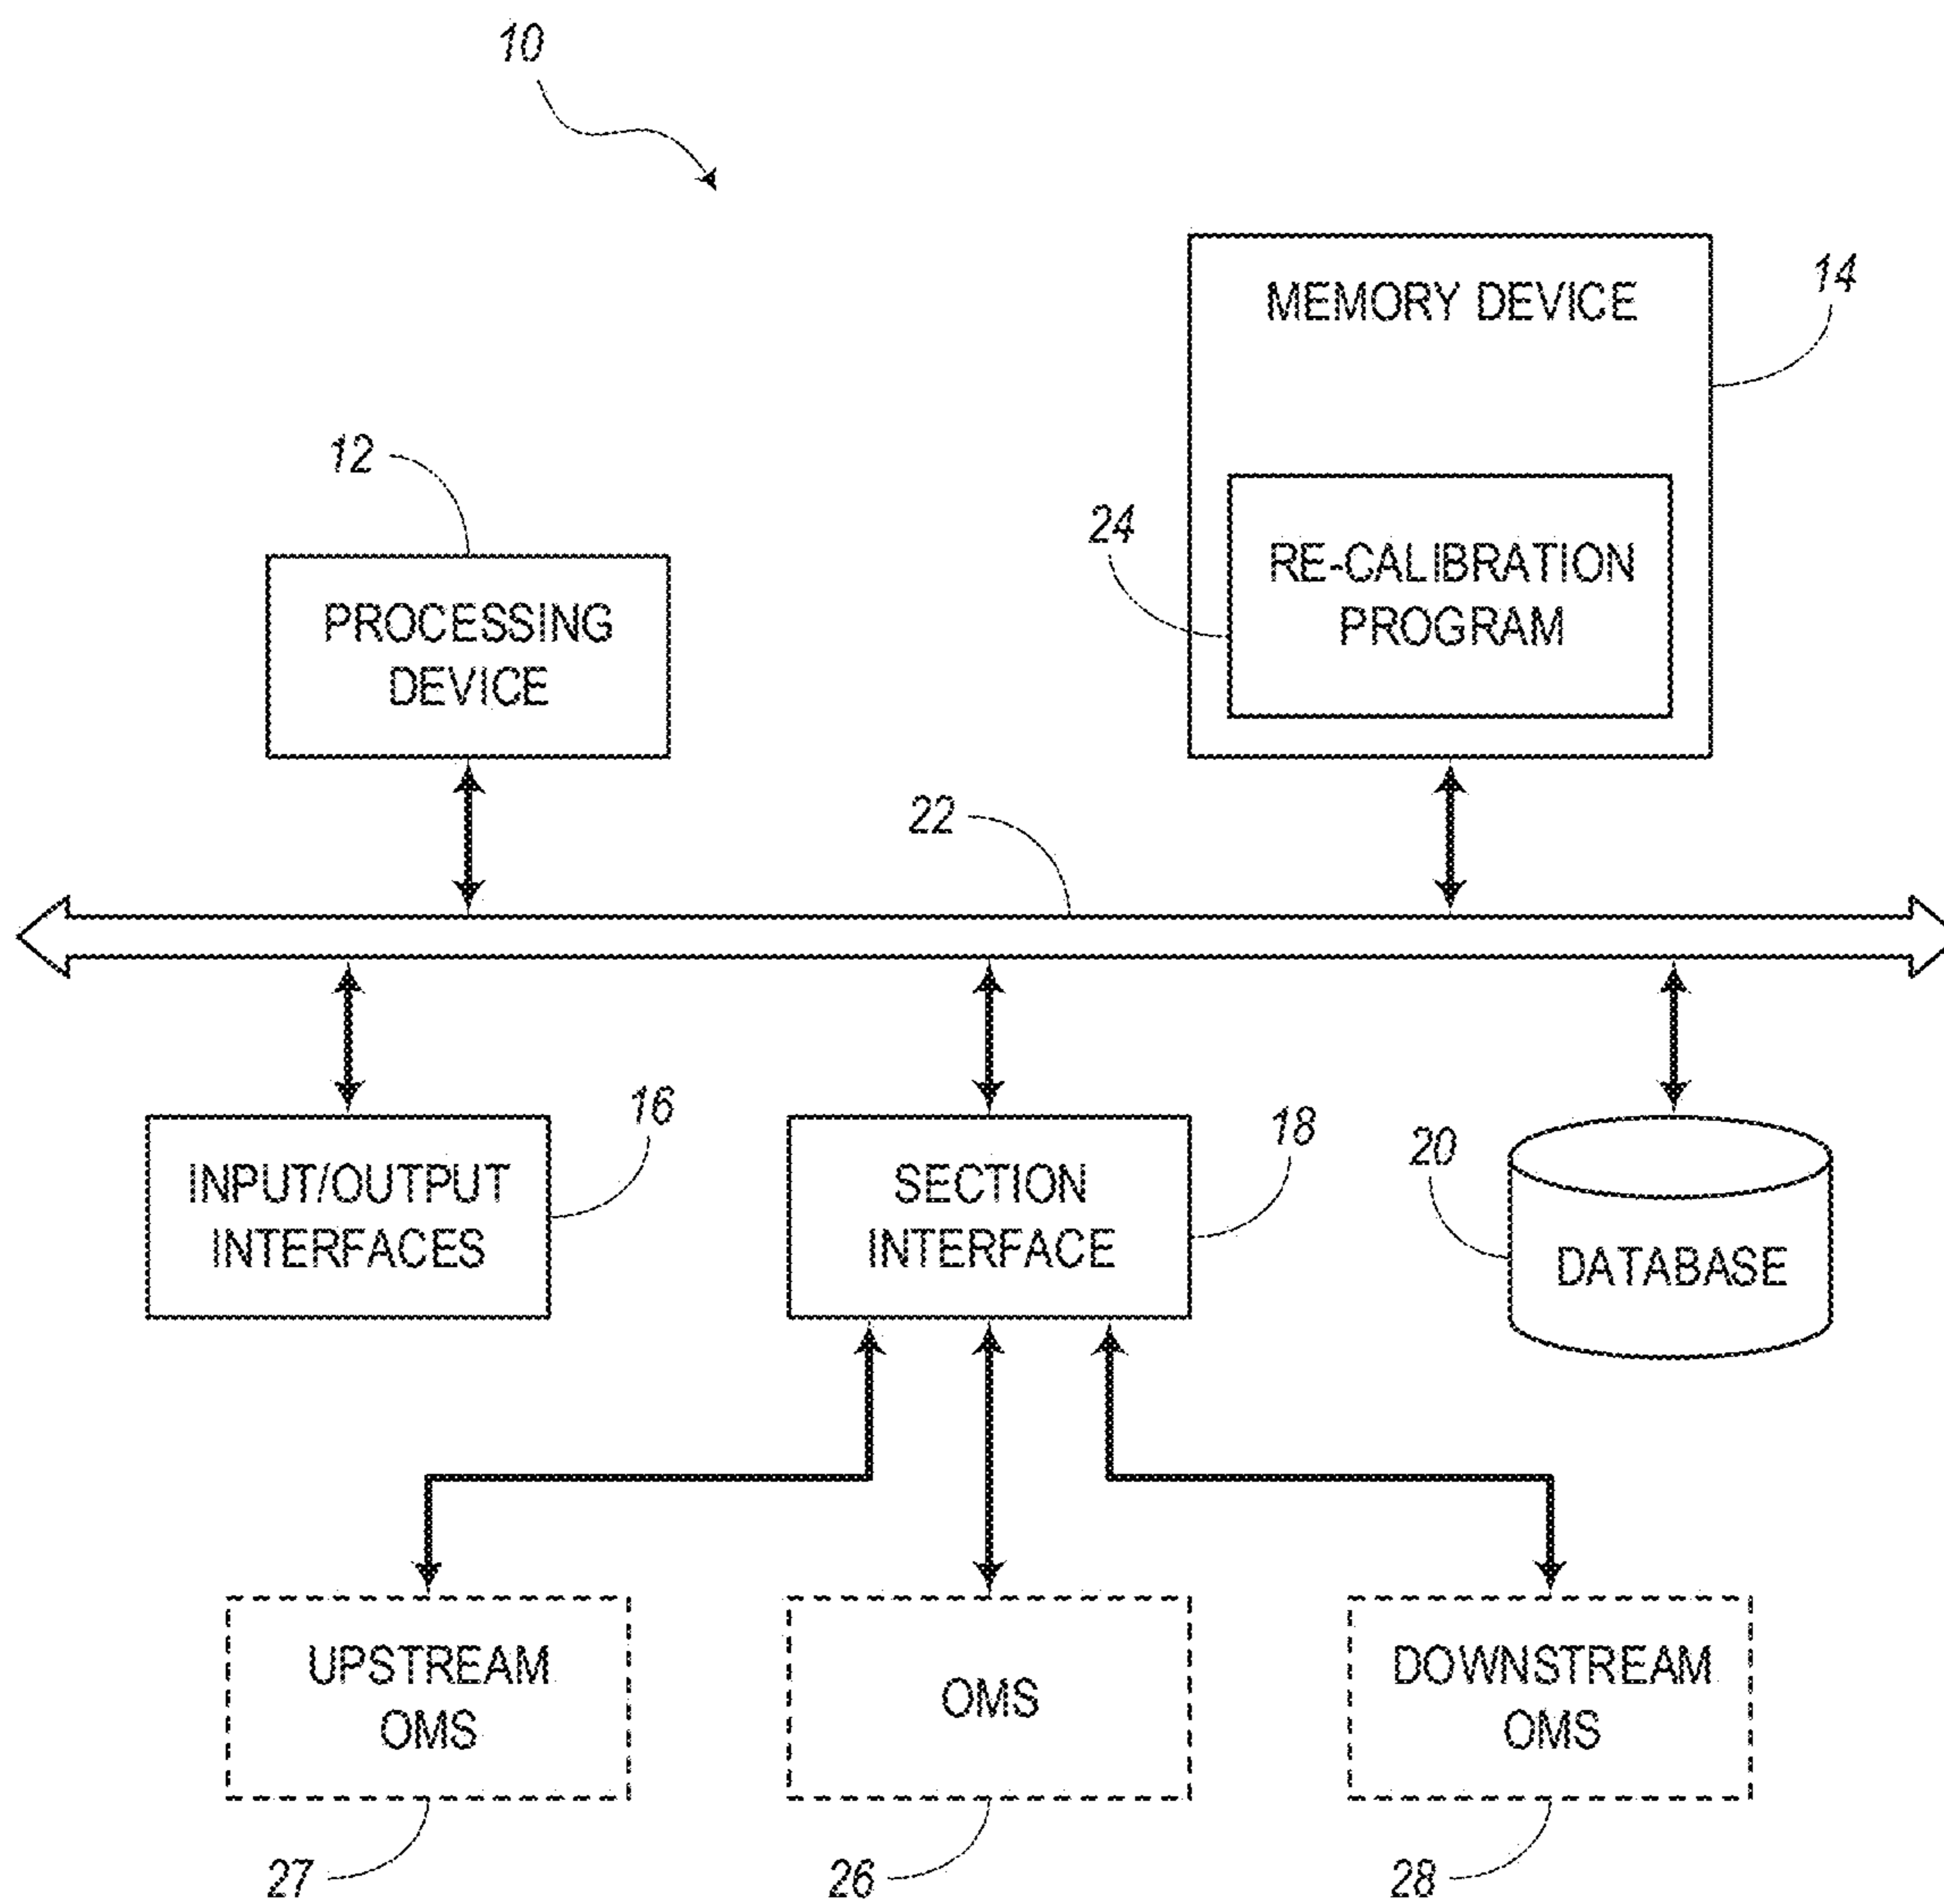 10
MEMORY DEVICE
14
12
24
RE-CALIBRATION
PROGRAM
PROCESSING
DEVICE
22
16
18
20
INPUT/OUTPUT
INTERFACES
SECTION
INTERFACE
DATABASE
UPSTREAM
OMS
OMS
DOWNSTREAM
OMS
27
26
28